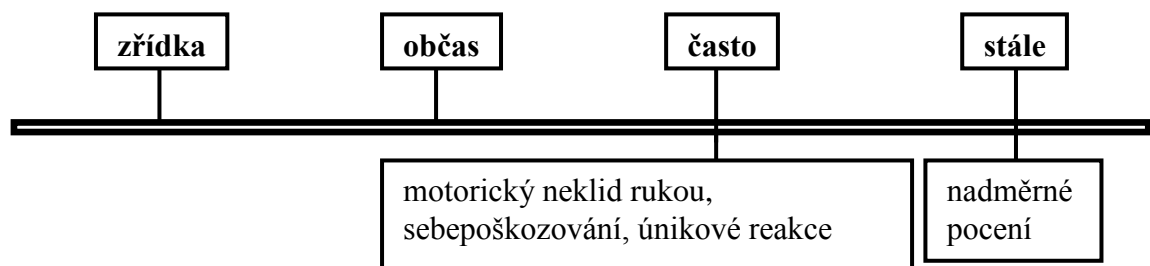 zřídka občas často stále
motorický neklid rukou,
sebepoškozování, únikové reakce
nadměrné
pocení